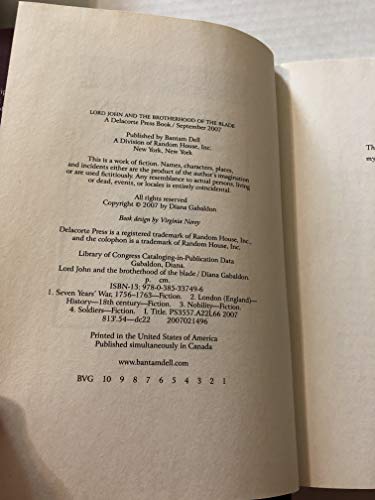 LORD JOHN AND THE BROTHERHOOD OF THE BLADE
A Delacorte Press Book / September 2007
Published by Bantam Dell
A Division of Random House, Inc.
New York, New York
This is a work of fiction. Names, characters, places,
and incidents either are the product of the author's imagination
or are used fictitiously. Any resemblance to actual persons, living
or dead, events, or locales is entirely coincidental.
All rights reserved
Copyright © 2007 by Diana Gabaldon
Book design by Virginia Norey
Delacorte Press is a registered trademark of Random House, Inc.,
and the colophon is a trademark of Random House, Inc.
Library of Congress Cataloging-in-Publication Data
Gabaldon, Diana.
Lord John and the brotherhood of the blade / Diana Gabaldon.
p. cm.
ISBN-13: 978-0-385-33749-6
1. Seven Years' War, 1756–1763—Fiction. 2. London (England)—
History—18th century—Fiction. 3. Nobility—Fiction.
4. Soldiers—Fiction. I. Title. PS3557.A22L66 2007
813'.54—dc22 2007021496
Printed in the United States of America
Published simultaneously in Canada
www.bantamdell.com
BVG 10 9 8 7 6 5 4 3 2 1
Th
my